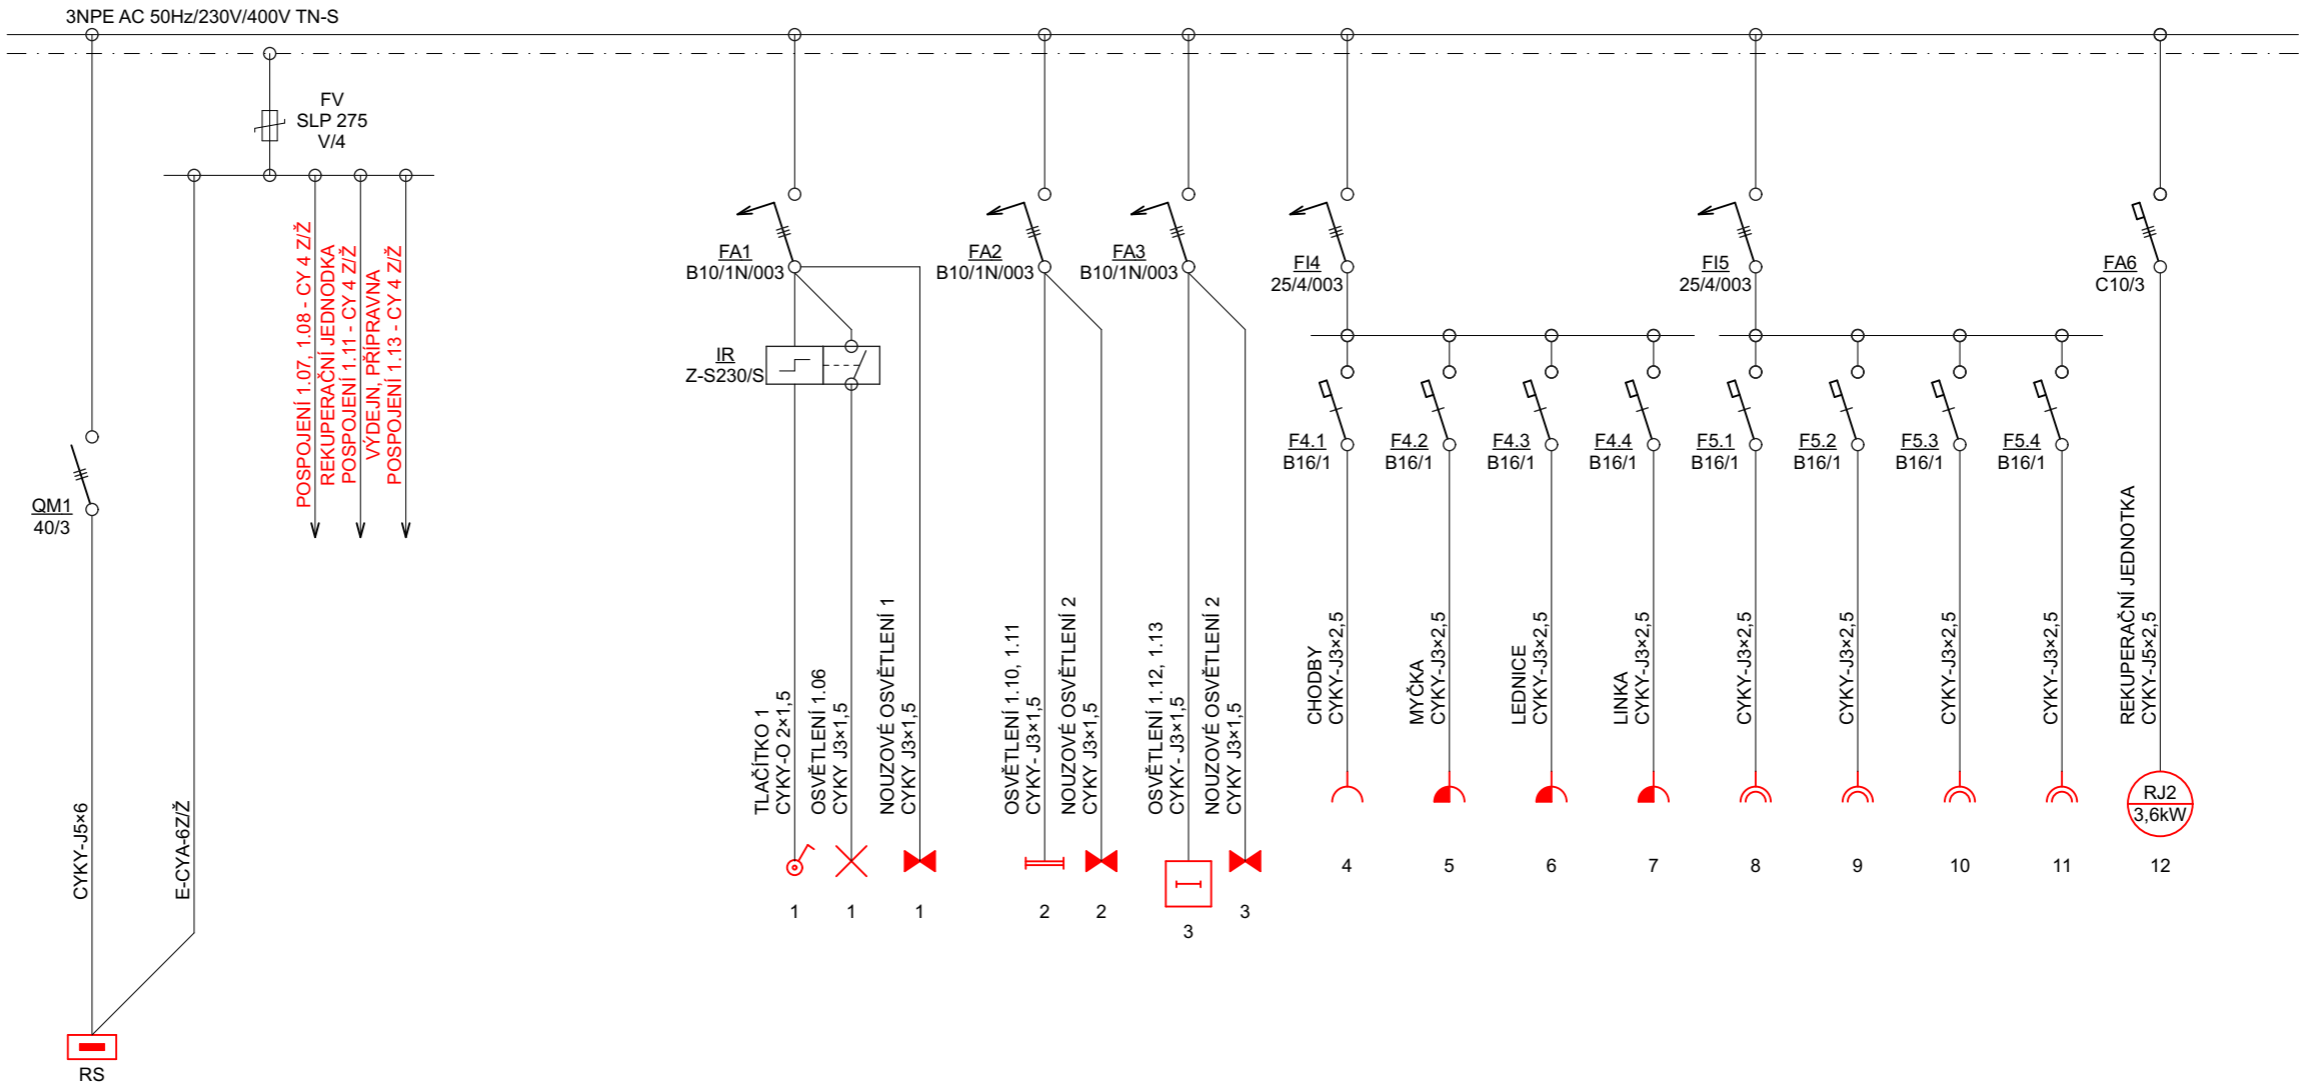 3NPE AC 50Hz/230V/400V TN-S
FV
SLP 275
V/4
POSPOJENÍ 1.07, 1.08 - CY 4 Z/Ž
REKUPERAČNÍ JEDNODKA
POSPOJENÍ 1.11 - CY 4 Z/Ž
VÝDEJN, PŘÍPRAVNA
POSPOJENÍ 1.13 - CY 4 Z/Ž
QM1
40/3
CYKY-J5×6
E-CYA-6Z/Ž
RS
FA1
B10/1N/003
IR
Z-S230/S
TLAČÍTKO 1
CYKY-O 2×1,5
OSVĚTLENÍ 1.06
CYKY J3×1,5
NOUZOVÉ OSVĚTLENÍ 1
CYKY J3×1,5
1
1
1
FA2
B10/1N/003
OSVĚTLENÍ 1.10, 1.11
CYKY- J3×1,5
NOUZOVÉ OSVĚTLENÍ 2
CYKY J3×1,5
2
2
FA3
B10/1N/003
OSVĚTLENÍ 1.12, 1.13
CYKY- J3×1,5
NOUZOVÉ OSVĚTLENÍ 2
CYKY J3×1,5
3
3
FI4
25/4/003
F4.1
B16/1
F4.2
B16/1
F4.3
B16/1
F4.4
B16/1
CHODBY
CYKY-J3×2,5
MYČKA
CYKY-J3×2,5
LEDNICE
CYKY-J3×2,5
LINKA
CYKY-J3×2,5
4
5
6
7
FI5
25/4/003
F5.1
B16/1
F5.2
B16/1
F5.3
B16/1
F5.4
B16/1
CYKY-J3×2,5
CYKY-J3×2,5
CYKY-J3×2,5
CYKY-J3×2,5
8
9
10
11
FA6
C10/3
REKUPERAČNÍ JEDNOTKA
CYKY-J5×2,5
RJ2
3,6kW
12